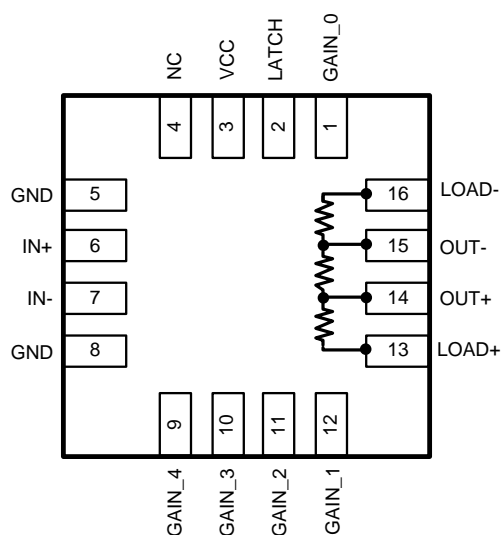 NC
VCC
LATCH
GAIN_0
4
3
2
1
GND
5
16
LOAD-
IN+
6
15
OUT-
IN-
7
14
OUT+
GND
8
13
LOAD+
9
10
11
12
GAIN_4
GAIN_3
GAIN_2
GAIN_1